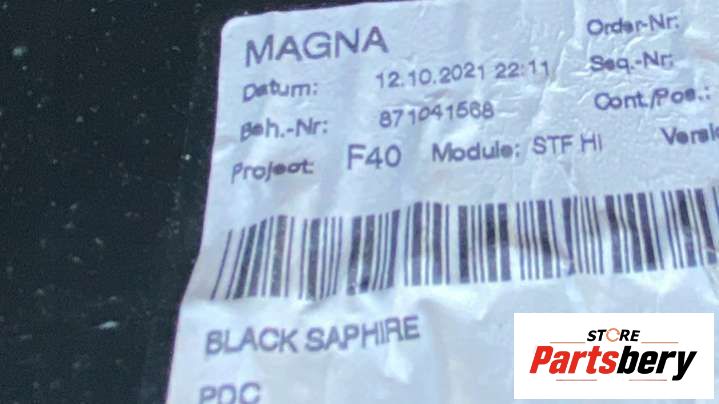 MAGNA
Order-Nr:
Datum: 12.10.2021 22:11 Seq.-Nr:
Beh.-Nr: 871041568 Cont./Pos.:
Project: F40 Module: STF HI
BLACK SAPHIRE
PDC
STORE
Partsbery